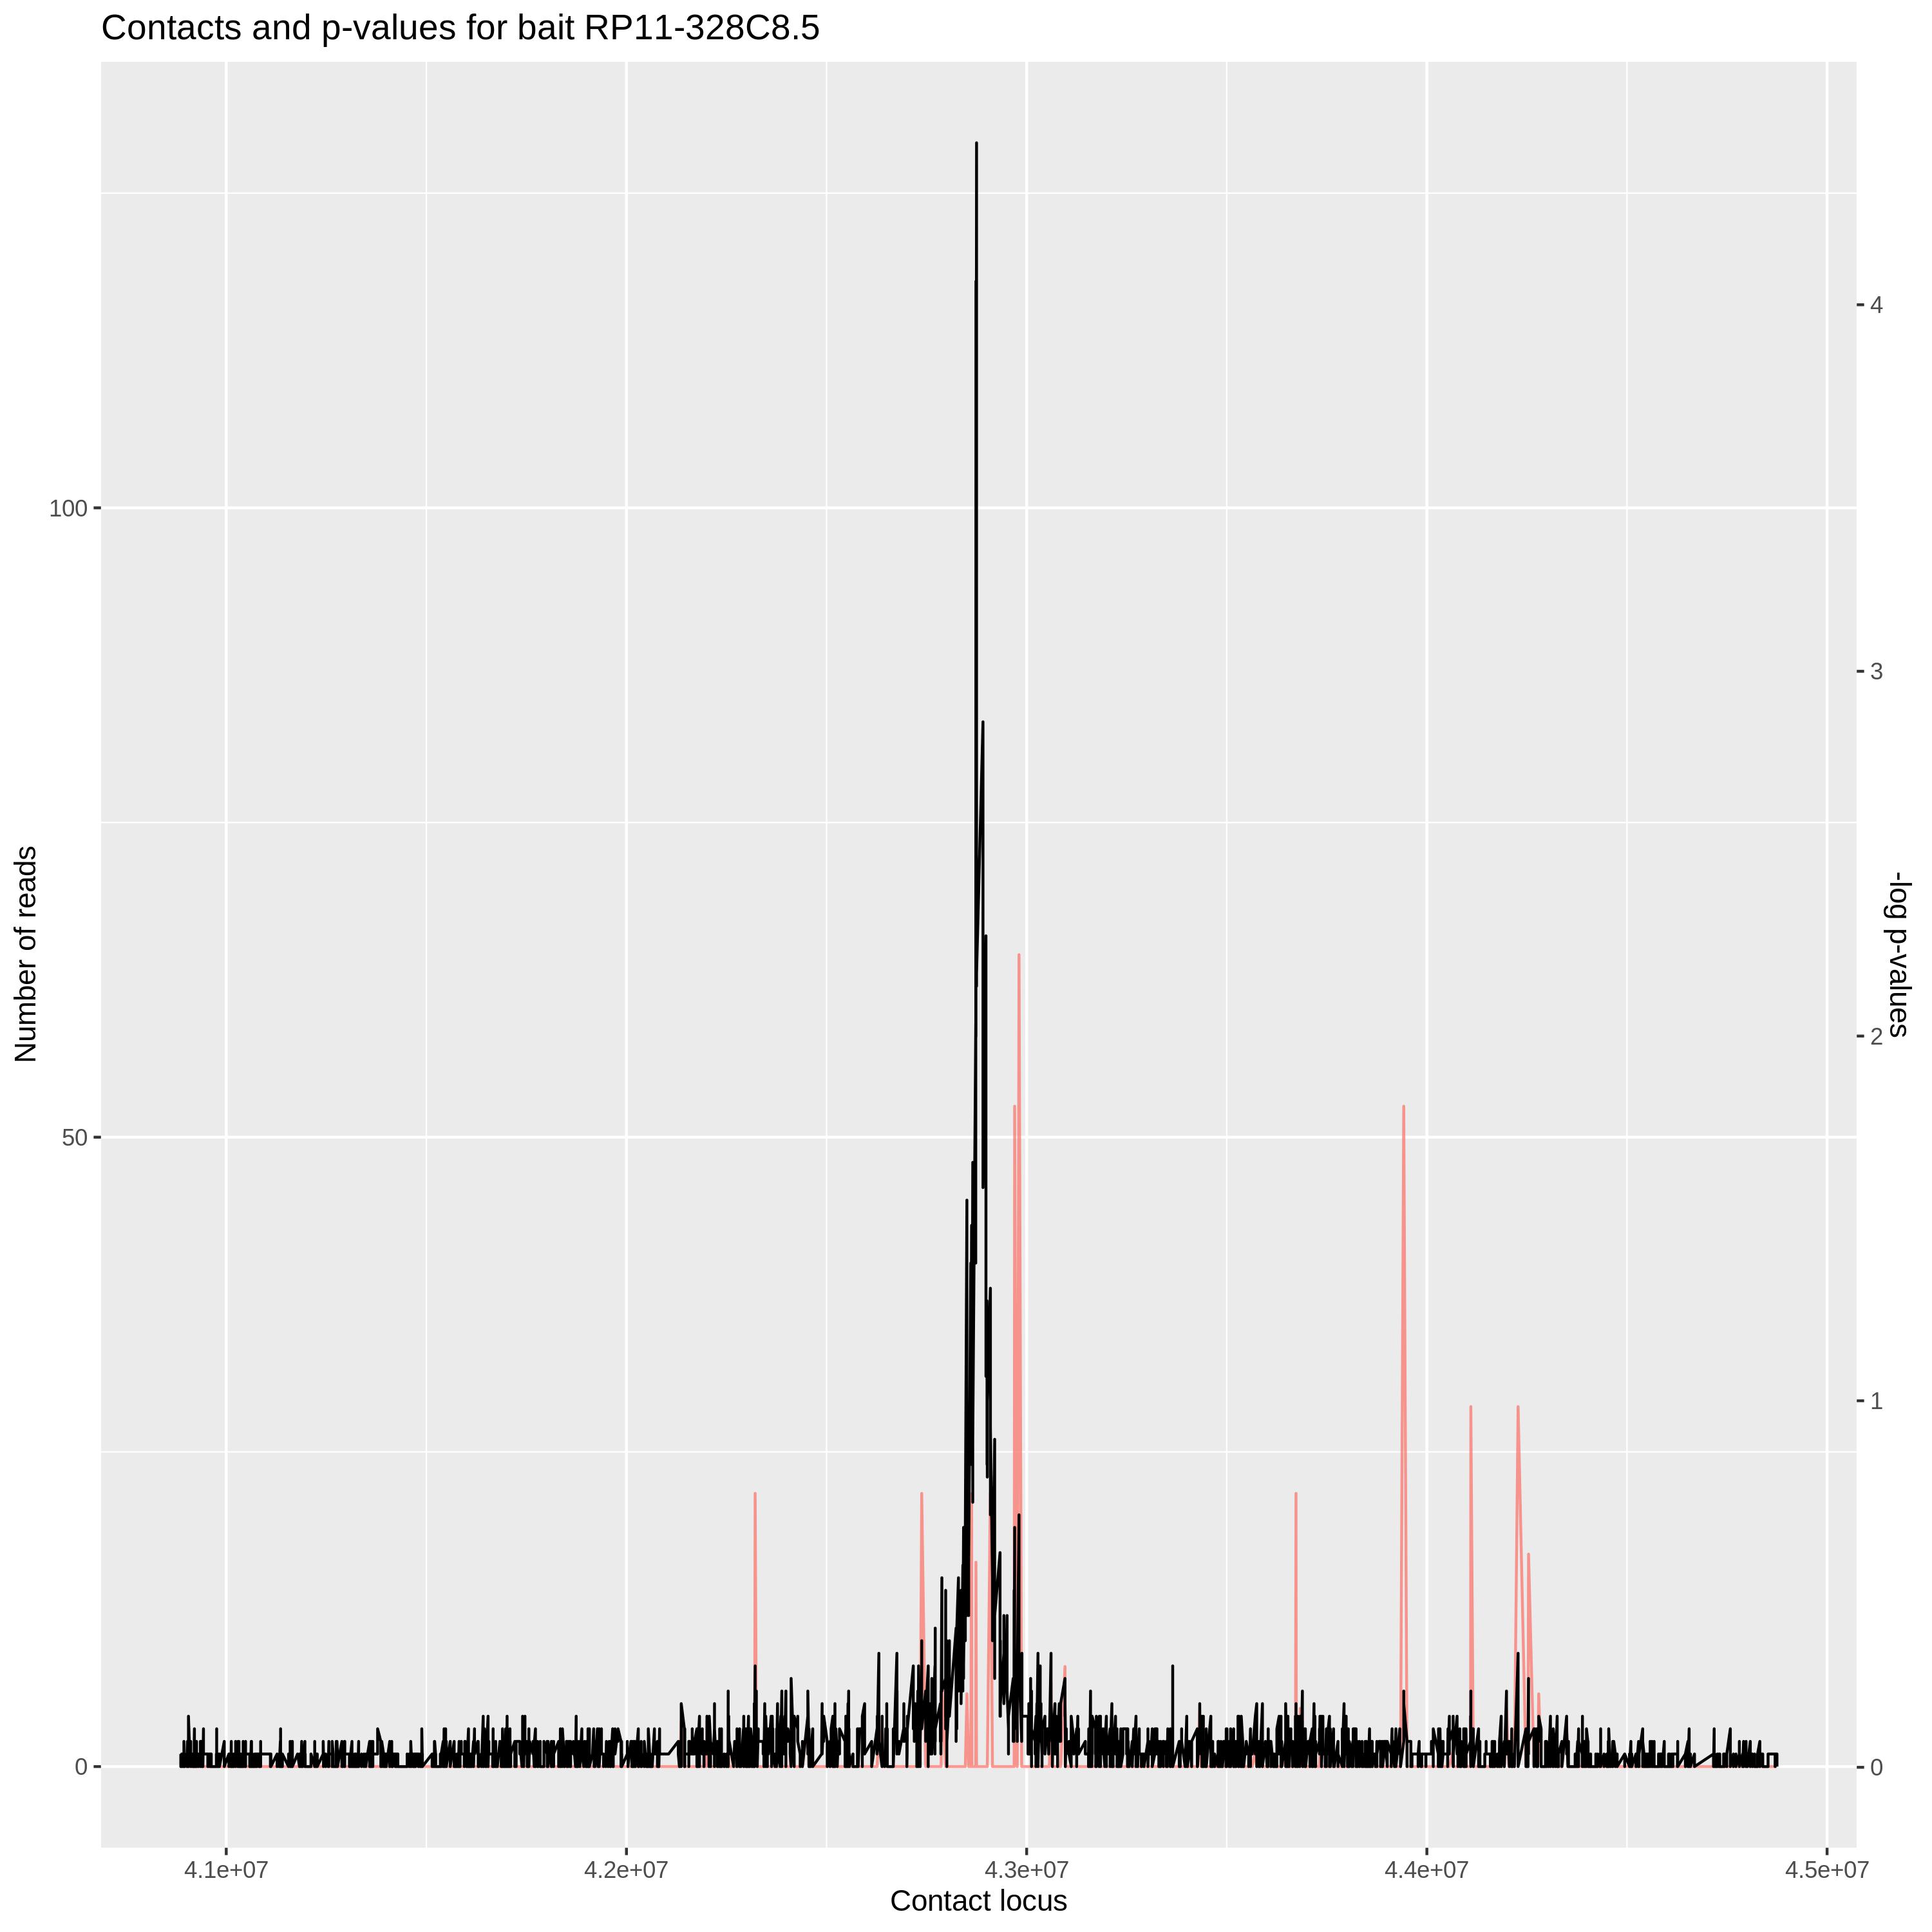 Contacts and p-values for bait RP11-328C8.5
Number of reads
100
50
0
4
3
2
1
0
-log p-values
4.1e+07
4.2e+07
4.3e+07
4.4e+07
4.5e+07
Contact locus